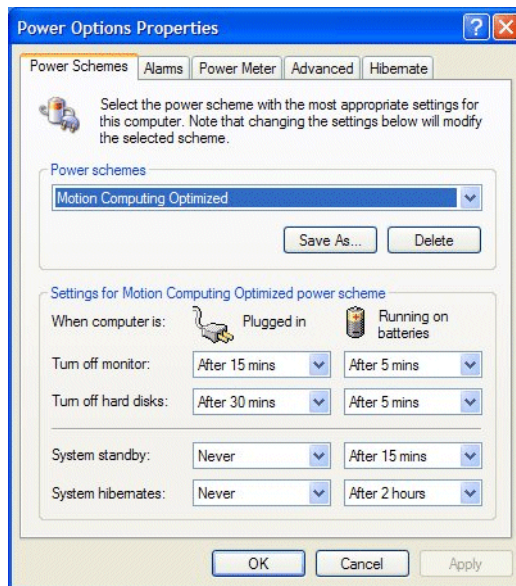 Power Options Properties
Power Schemes Alarms Power Meter Advanced Hibernate
Select the power scheme with the most appropriate settings for
this computer. Note that changing the settings below will modify
the selected scheme.
Power schemes
Motion Computing Optimized
Save As... Delete
Settings for Motion Computing Optimized power scheme
When computer is: Plugged in Running on
batteries
Turn off monitor: After 15 mins After 5 mins
Turn off hard disks: After 30 mins After 5 mins
System standby: Never After 15 mins
System hibernates: Never After 2 hours
OK Cancel Apply